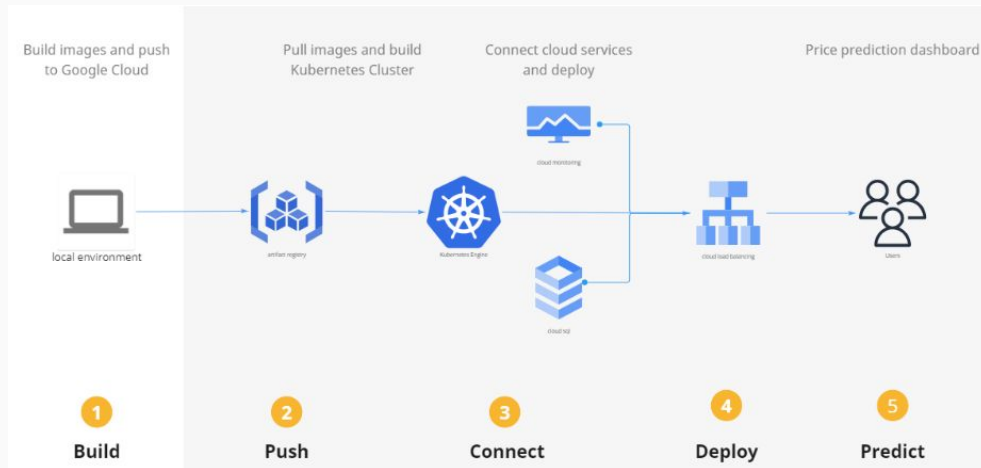 Build images and push
to Google Cloud
Pull images and build
Kubernetes Cluster
Connect cloud services
and deploy
Price prediction dashboard
cloud monitoring
local environment
artifact registry
Kubernetes Engine
cloud load balancing
Users
cloud sql
1
2
3
4
5
Build
Push
Connect
Deploy
Predict